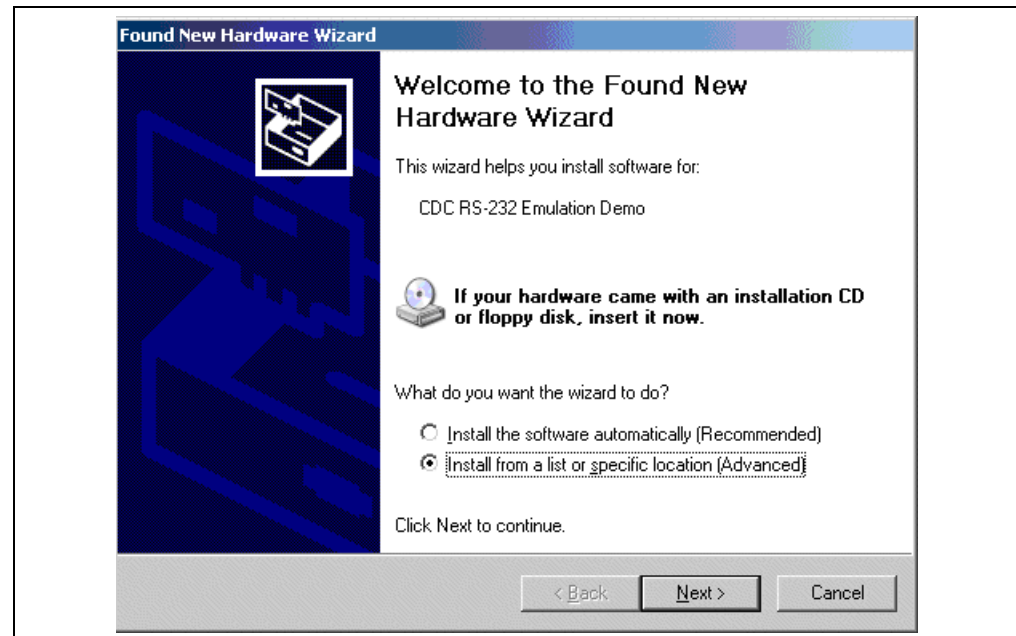 Found New Hardware Wizard
Welcome to the Found New
Hardware Wizard
This wizard helps you install software for:
CDC RS-232 Emulation Demo
If your hardware came with an installation CD
or floppy disk, insert it now.
What do you want the wizard to do?
Install the software automatically (Recommended)
Install from a list or specific location (Advanced)
Click Next to continue.
< Back Next > Cancel